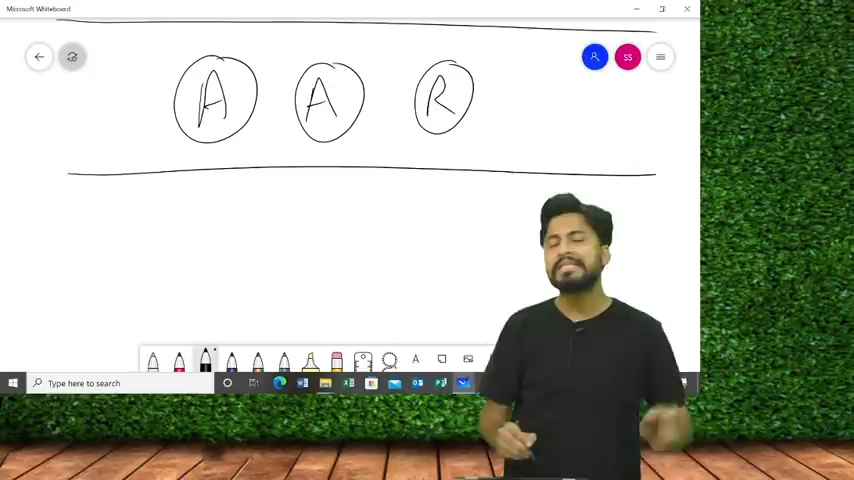 Microsoft Whiteboard
SS
A A R
A
Type here to search